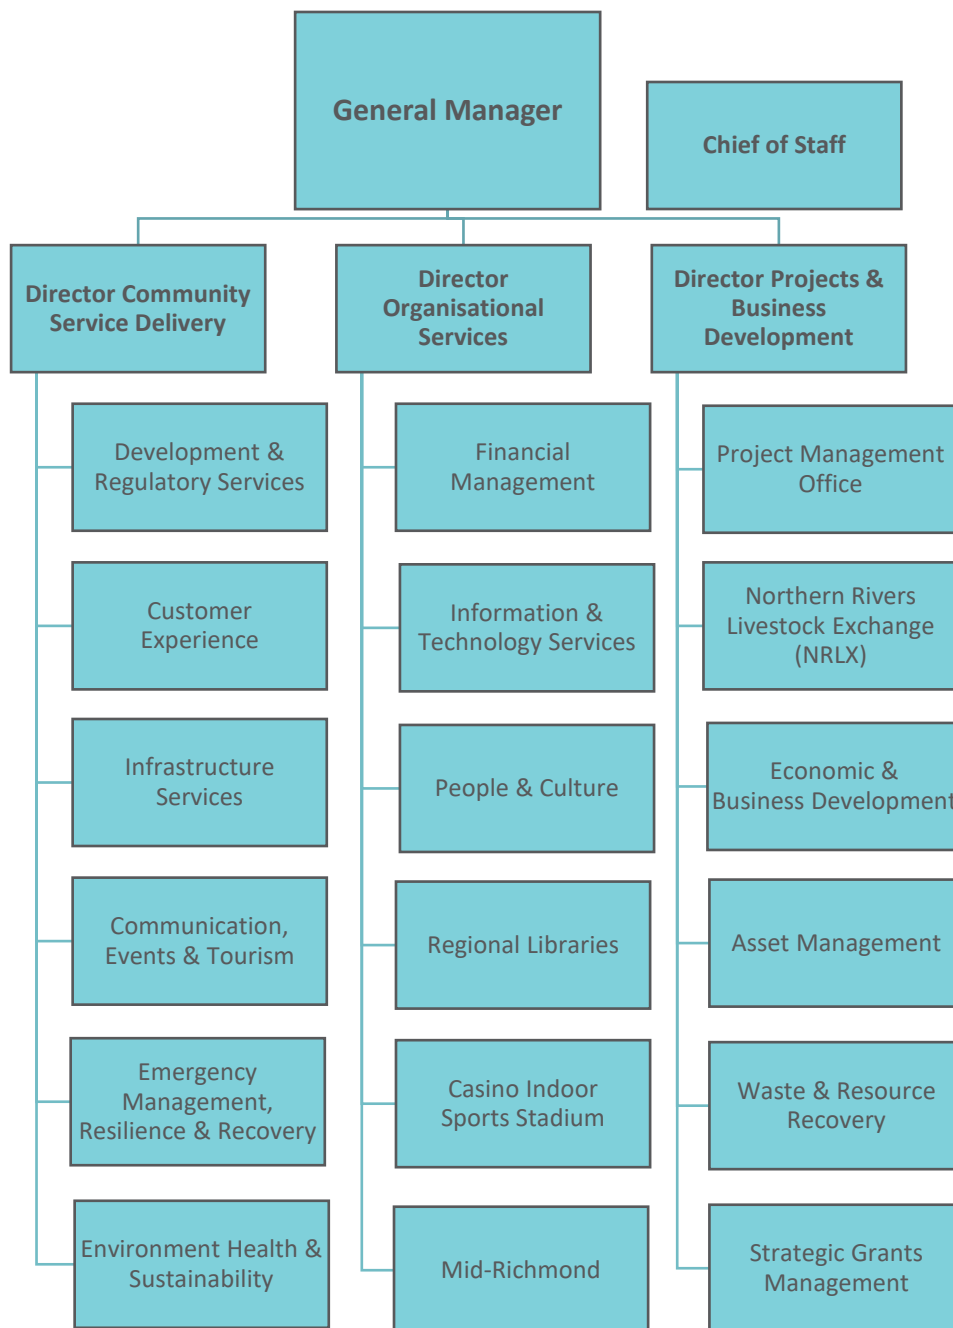 General Manager
Chief of Staff
Director Community
Service Delivery
Director
Organisational
Services
Director Projects &
Business
Development
Development &
Regulatory Services
Customer
Experience
Infrastructure
Services
Communication,
Events & Tourism
Emergency
Management,
Resilience & Recovery
Environment Health &
Sustainability
Financial
Management
Information &
Technology Services
People & Culture
Regional Libraries
Casino Indoor
Sports Stadium
Mid-Richmond
Project Management
Office
Northern Rivers
Livestock Exchange
(NRLX)
Economic &
Business Development
Asset Management
Waste & Resource
Recovery
Strategic Grants
Management